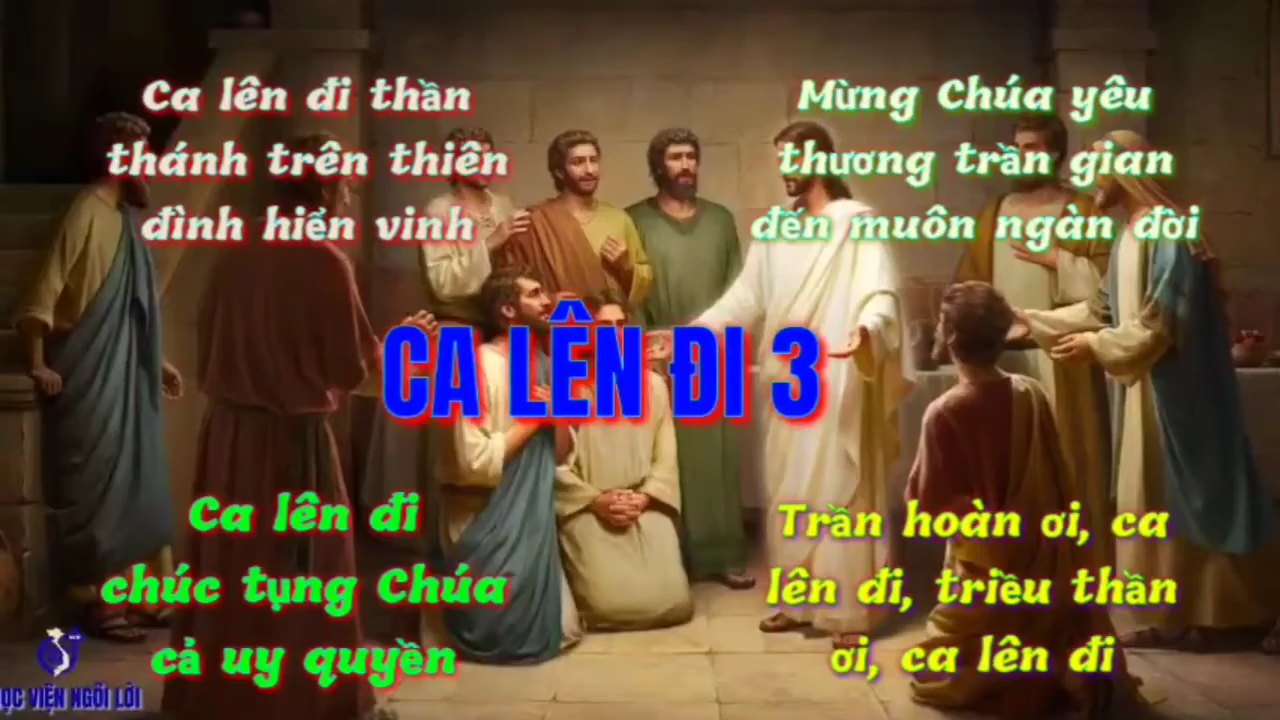 Ca lên đi thần
thánh trên thiên
đình hiển vinh
Mừng Chúa yêu
thương trần gian
đến muôn ngàn đời
CA LÊN ĐI 3
Ca lên đi
chúc tụng Chúa
cả uy quyền
Trần hoàn ơi, ca
lên đi, triều thần
ơi, ca lên đi
ỌC VIỆN NGÔI LỜI